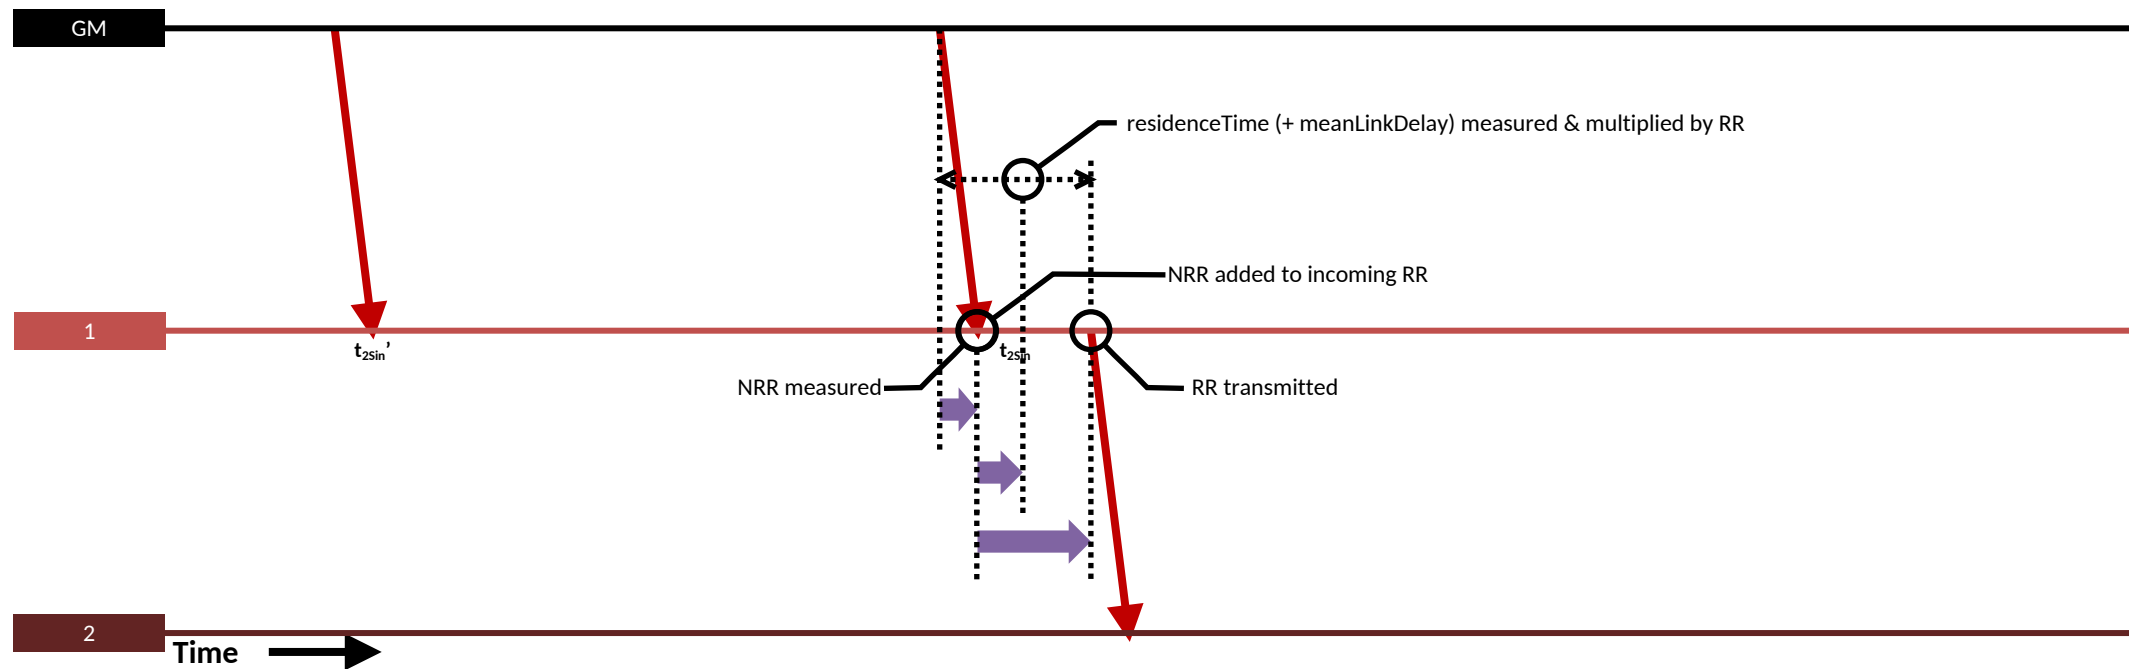 GM
residenceTime (+ meanLinkDelay) measured & multiplied by RR
NRR added to incoming RR
1
t2Sin’
t2Sin
NRR measured
RR transmitted
2
Time